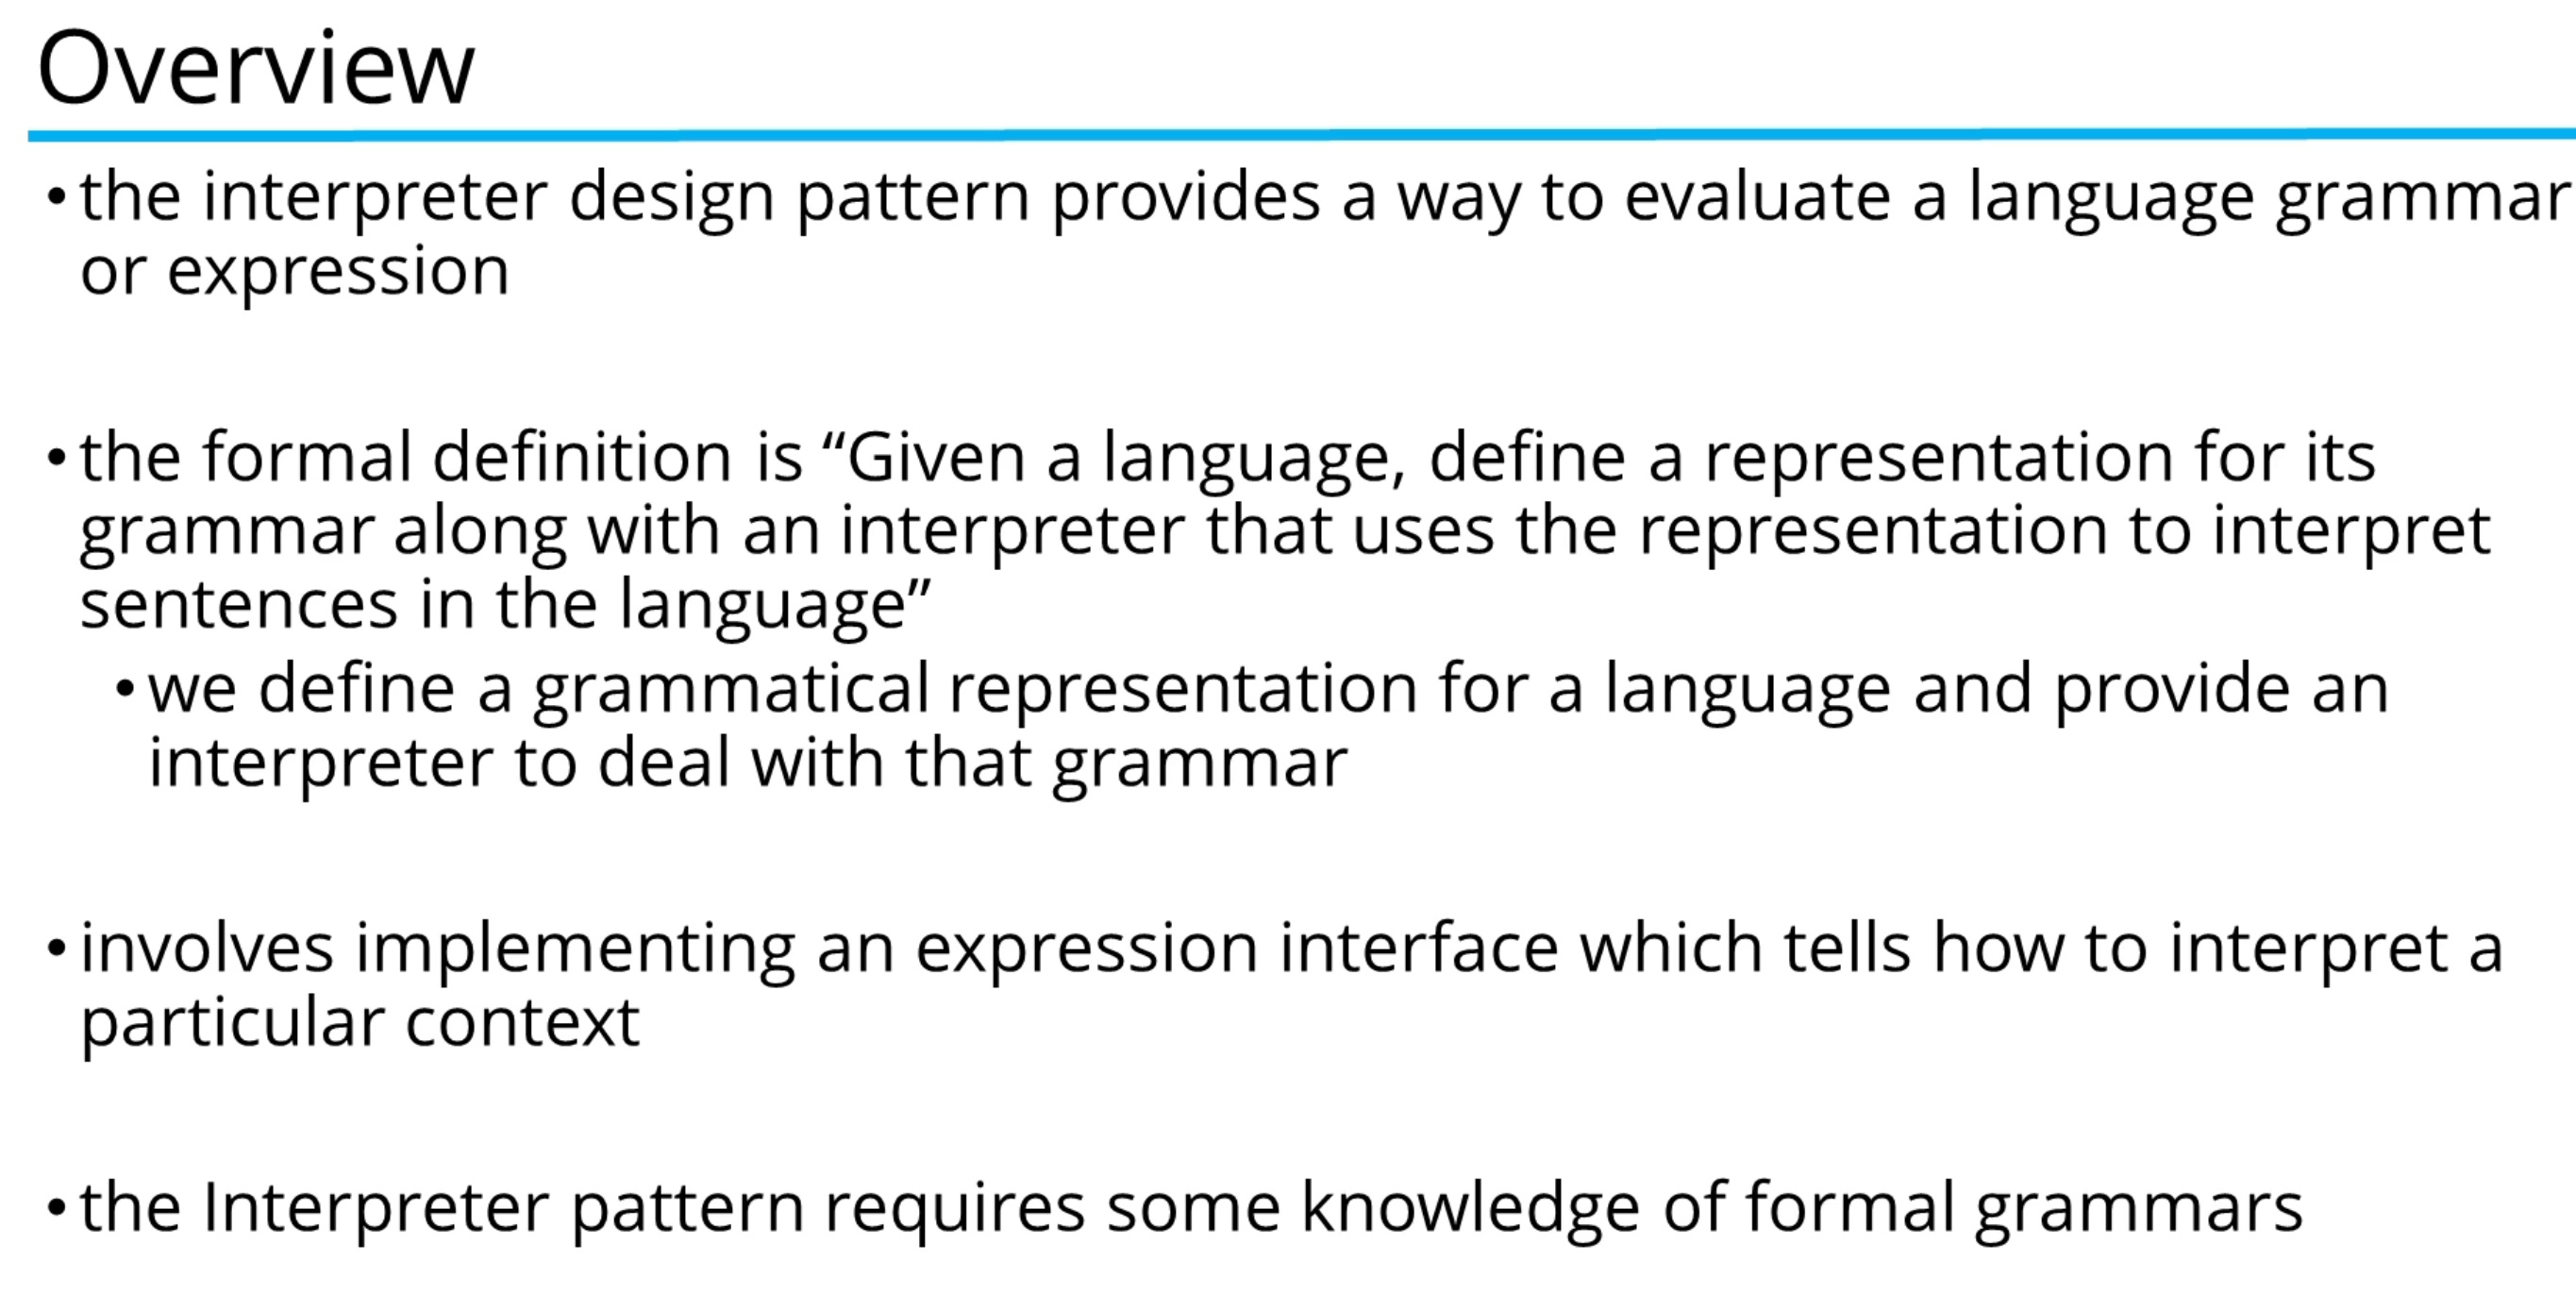 Overview
• the interpreter design pattern provides a way to evaluate a language grammar
or expression
• the formal definition is “Given a language, define a representation for its
grammar along with an interpreter that uses the representation to interpret
sentences in the language”
• we define a grammatical representation for a language and provide an
interpreter to deal with that grammar
• involves implementing an expression interface which tells how to interpret a
particular context
• the Interpreter pattern requires some knowledge of formal grammars